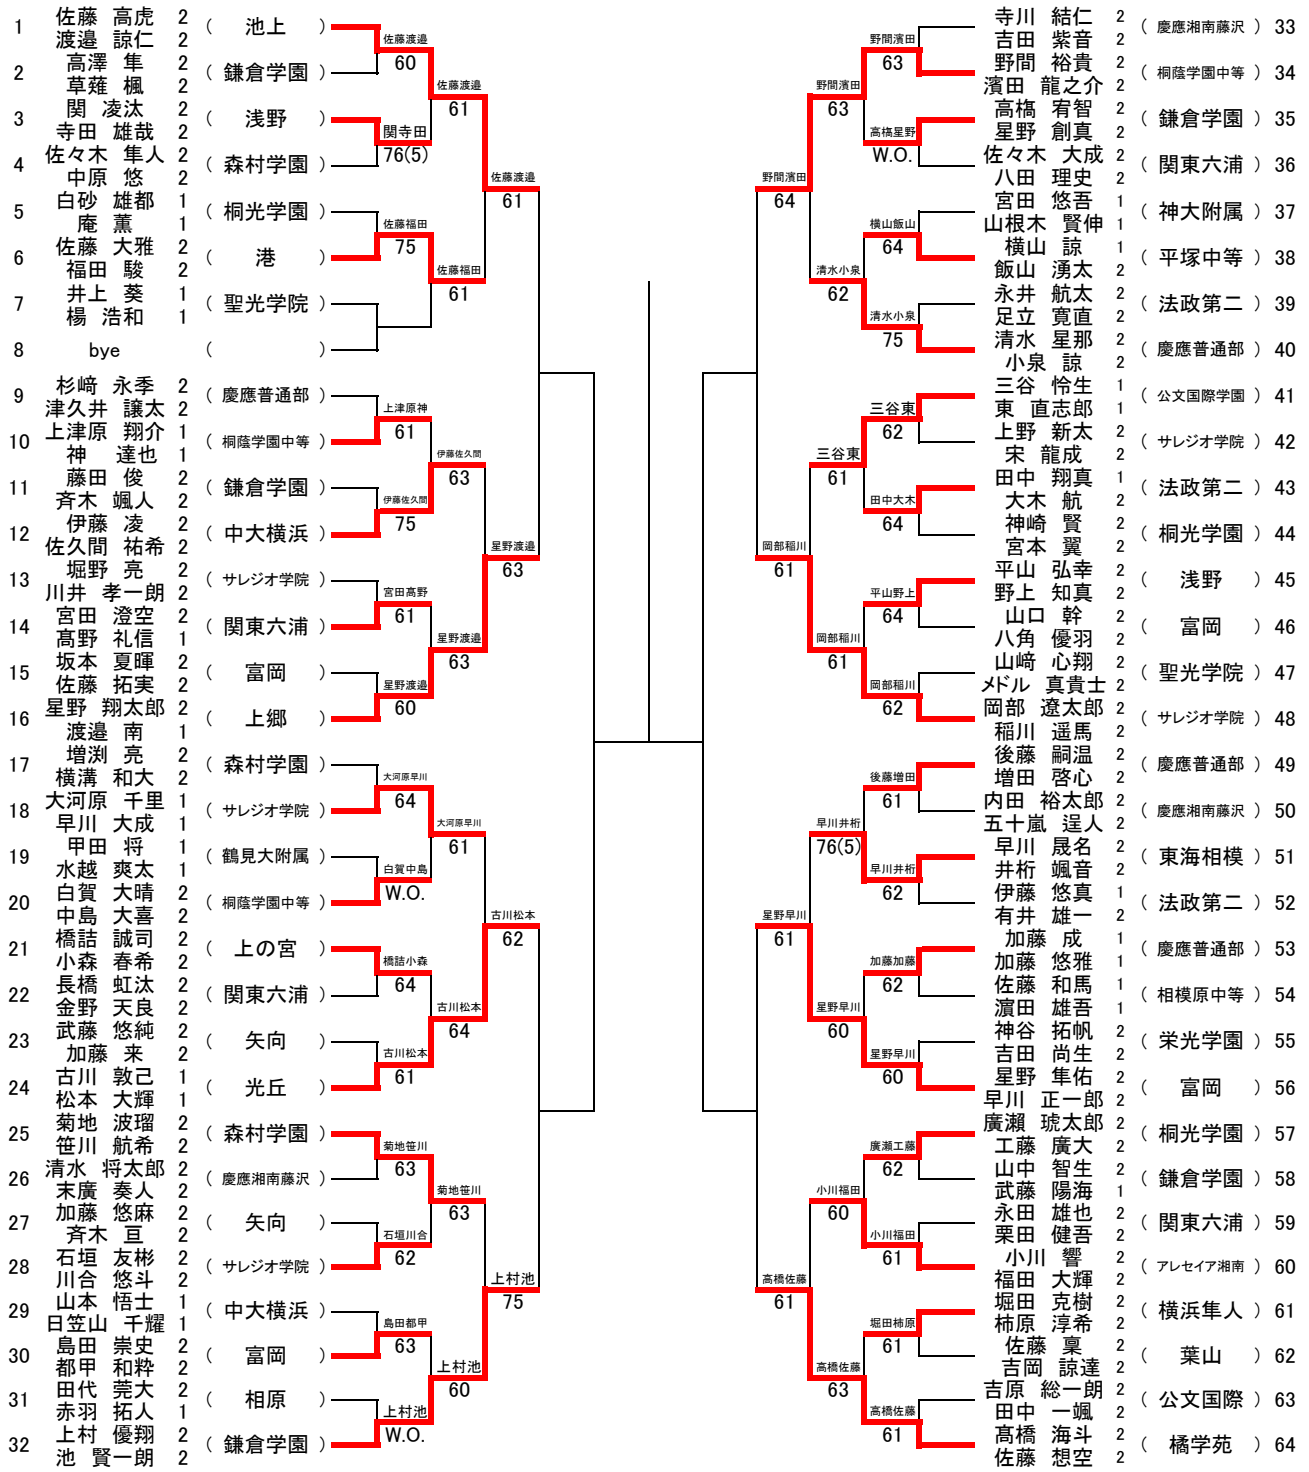 1 佐藤 高虎 2 渡邉 諒仁 2 ( 池上 )
2 高澤 隼 2 草薙 楓 2 ( 鎌倉学園 )
3 関 凌汰 2 寺田 雄哉 2 ( 浅野 )
4 佐々木 隼人 2 中原 悠 2 ( 森村学園 )
5 白砂 雄都 1 庵 薫 1 ( 桐光学園 )
6 佐藤 大雅 2 福田 駿 2 ( 港 )
7 井上 葵 1 楊 浩和 1 ( 聖光学院 )
8 bye ( )
9 杉﨑 永季 2 津久井 譲太 2 ( 慶應普通部 )
10 上津原 翔介 1 神 達也 1 ( 桐蔭学園中等 )
11 藤田 俊 2 斉木 颯人 2 ( 鎌倉学園 )
12 伊藤 凌 2 佐久間 祐希 2 ( 中大横浜 )
13 堀野 亮 2 川井 孝一朗 2 ( サレジオ学院 )
14 宮田 澄空 2 髙野 礼信 1 ( 関東六浦 )
15 坂本 夏暉 2 佐藤 拓実 2 ( 富岡 )
16 星野 翔太郎 2 渡邉 南 1 ( 上郷 )
17 増渕 亮 2 横溝 和大 2 ( 森村学園 )
18 大河原 千里 1 早川 大成 1 ( サレジオ学院 )
19 甲田 将 1 水越 爽太 1 ( 鶴見大附属 )
20 白賀 大晴 2 中島 大喜 2 ( 桐蔭学園中等 )
21 橋詰 誠司 2 小森 春希 2 ( 上の宮 )
22 長橋 虹汰 2 金野 天良 2 ( 関東六浦 )
23 武藤 悠純 2 加藤 来 2 ( 矢向 )
24 古川 敦己 1 松本 大輝 1 ( 光丘 )
25 菊地 波瑠 2 笹川 航希 2 ( 森村学園 )
26 清水 将太郎 2 末廣 奏人 2 ( 慶應湘南藤沢 )
27 加藤 悠麻 2 斉木 亘 2 ( 矢向 )
28 石垣 友彬 2 川合 悠斗 2 ( サレジオ学院 )
29 山本 悟士 1 日笠山 千耀 1 ( 中大横浜 )
30 島田 崇史 2 都甲 和粋 2 ( 富岡 )
31 田代 莞大 2 赤羽 拓人 1 ( 相原 )
32 上村 優翔 2 池 賢一朗 2 ( 鎌倉学園 )
佐藤渡邉 60
関寺田 76(5)
佐藤福田 75
上津原神 61
伊藤佐久間 75
宮田髙野 61
星野渡邉 60
大河原早川 64
白賀中島 W.O.
橋詰小森 64
古川松本 61
菊地笹川 63
石垣川合 62
島田都甲 63
上村池 W.O.
佐藤渡邉 61
佐藤福田 61
伊藤佐久間 63
星野渡邉 63
大河原早川 61
古川松本 64
菊地笹川 63
上村池 60
佐藤渡邉 61
星野渡邉 63
古川松本 62
上村池 75
野間濱田 64
岡部稲川 61
星野早川 61
高橋佐藤 61
野間濱田 63
清水小泉 62
三谷東 61
岡部稲川 61
早川井桁 76(5)
星野早川 60
小川福田 60
高橋佐藤 63
野間濱田 63
高橋星野 W.O.
横山飯山 64
清水小泉 75
三谷東 62
田中大木 64
平山野上 64
岡部稲川 62
後藤増田 61
早川井桁 62
加藤加藤 62
星野早川 60
廣瀬工藤 62
小川福田 61
堀田柿原 61
高橋佐藤 61
寺川 結仁 2 吉田 紫音 2 ( 慶應湘南藤沢 ) 33
野間 裕貴 2 濱田 龍之介 2 ( 桐蔭学園中等 ) 34
高橋 宥智 2 星野 創真 2 ( 鎌倉学園 ) 35
佐々木 大成 2 八田 理史 2 ( 関東六浦 ) 36
宮田 悠吾 1 山根木 賢伸 1 ( 神大附属 ) 37
横山 諒 1 飯山 湧太 2 ( 平塚中等 ) 38
永井 航太 2 足立 寛直 2 ( 法政第二 ) 39
清水 星那 2 小泉 諒 2 ( 慶應普通部 ) 40
三谷 怜生 1 東 直志郎 1 ( 公文国際学園 ) 41
上野 新太 2 宋 龍成 2 ( サレジオ学院 ) 42
田中 翔真 1 大木 航 2 ( 法政第二 ) 43
神崎 賢 2 宮本 翼 2 ( 桐光学園 ) 44
平山 弘幸 2 野上 知真 2 ( 浅野 ) 45
山口 幹 2 八角 優羽 2 ( 富岡 ) 46
山﨑 心翔 2 メドル 真貴士 2 ( 聖光学院 ) 47
岡部 遼太郎 2 稲川 遥馬 2 ( サレジオ学院 ) 48
後藤 嗣温 2 増田 啓心 2 ( 慶應普通部 ) 49
内田 裕太郎 2 五十嵐 逞人 2 ( 慶應湘南藤沢 ) 50
早川 晟名 2 井桁 颯音 2 ( 東海相模 ) 51
伊藤 悠真 1 有井 雄一 2 ( 法政第二 ) 52
加藤 成 1 加藤 悠雅 1 ( 慶應普通部 ) 53
佐藤 和馬 1 濵田 雄吾 1 ( 相模原中等 ) 54
神谷 拓帆 2 吉田 尚生 2 ( 栄光学園 ) 55
星野 隼佑 2 早川 正一郎 2 ( 富岡 ) 56
廣瀬 琥太郎 2 工藤 廣大 2 ( 桐光学園 ) 57
山中 智生 2 武藤 陽海 1 ( 鎌倉学園 ) 58
永田 雄也 2 栗田 健吾 2 ( 関東六浦 ) 59
小川 響 2 福田 大輝 2 ( アレセイア湘南 ) 60
堀田 克樹 2 柿原 淳希 2 ( 横浜隼人 ) 61
佐藤 稟 2 吉岡 諒達 2 ( 葉山 ) 62
吉原 総一朗 2 田中 一颯 2 ( 公文国際 ) 63
髙橋 海斗 2 佐藤 想空 2 ( 橘学苑 ) 64